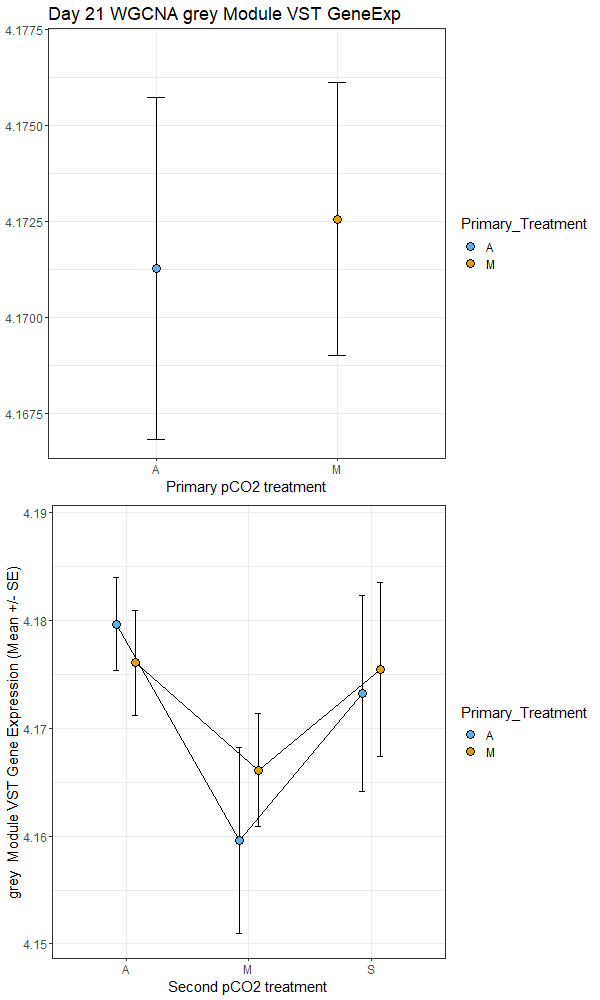 Day 21 WGCNA grey Module VST GeneExp
4.1775
4.1750
4.1725
4.1700
4.1675
A
M
Primary pCO2 treatment
Primary_Treatment
A
M
grey  Module VST Gene Expression (Mean +/- SE)
4.19
4.18
4.17
4.16
4.15
A
M
S
Second pCO2 treatment
Primary_Treatment
A
M